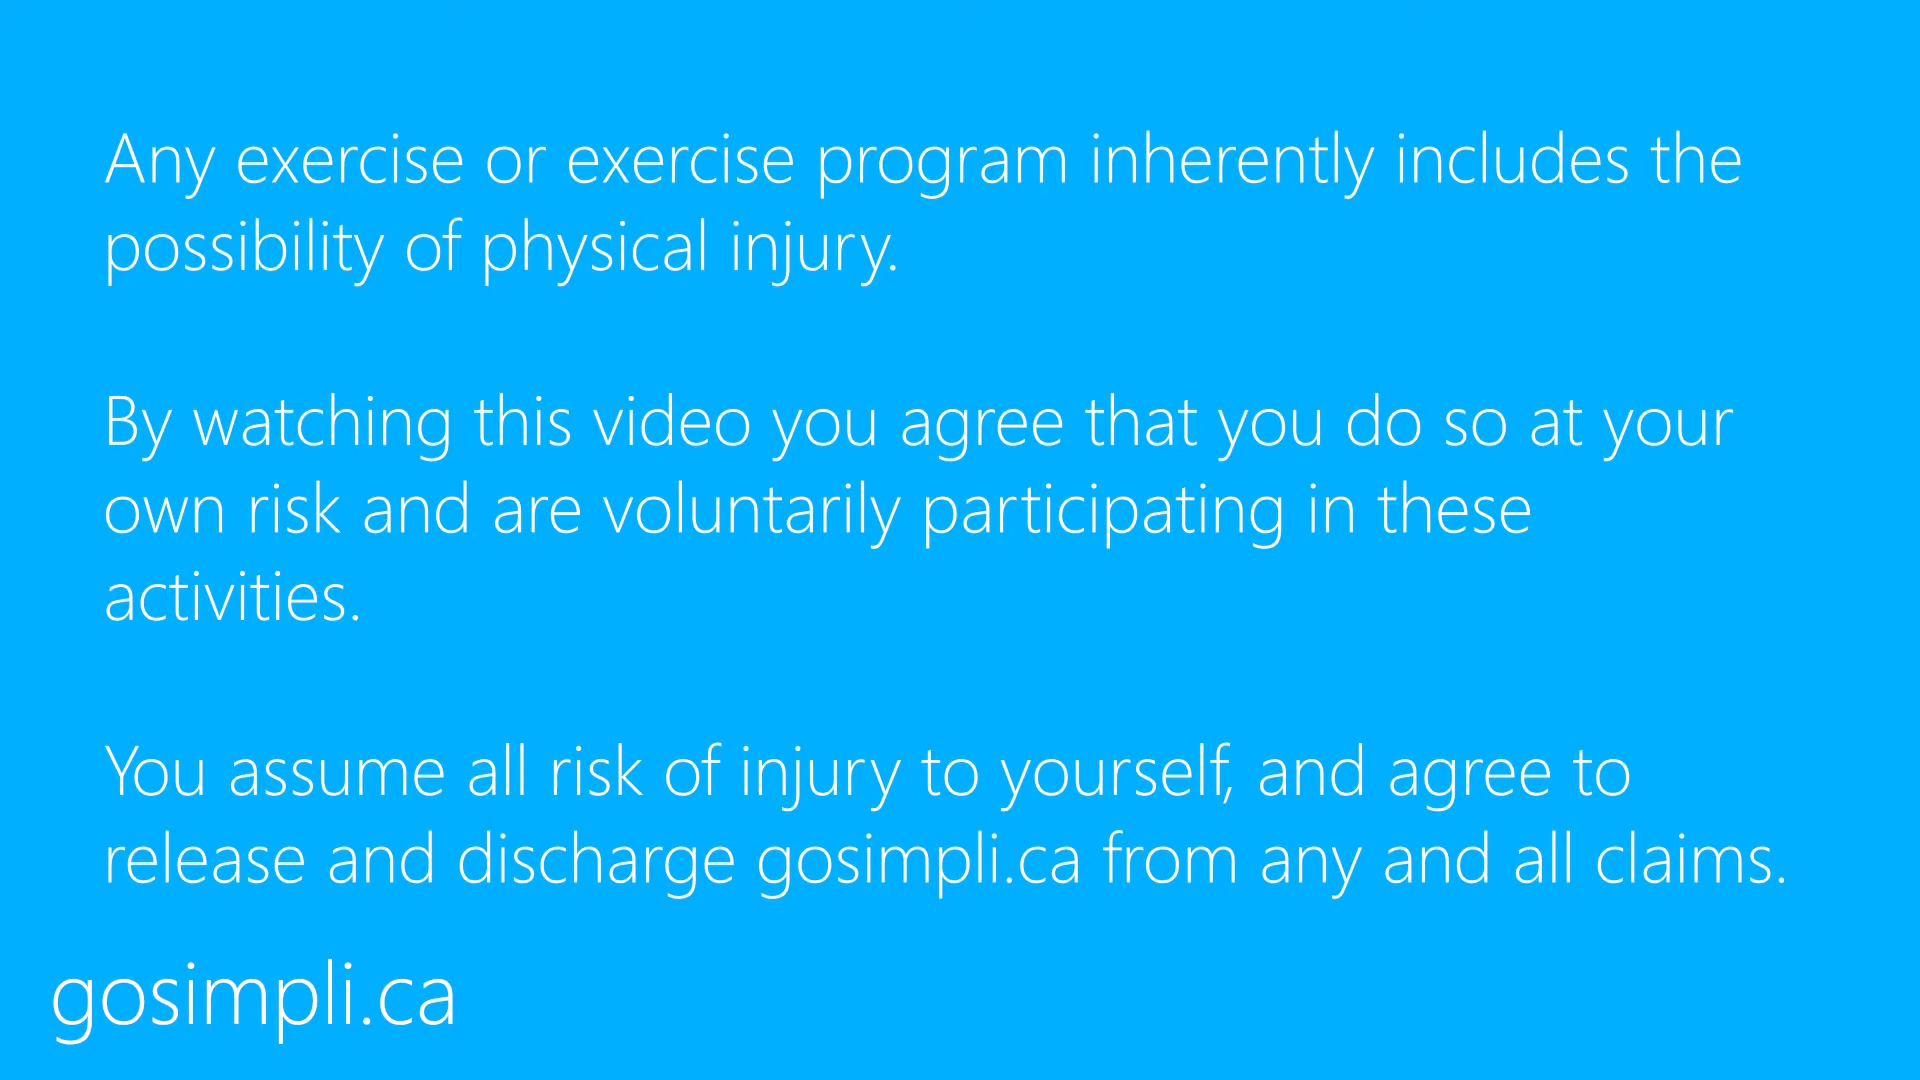 Any exercise or exercise program inherently includes the
possibility of physical injury.
By watching this video you agree that you do so at your
own risk and are voluntarily participating in these
activities.
You assume all risk of injury to yourself, and agree to
release and discharge gosimpli.ca from any and all claims.
gosimpli.ca